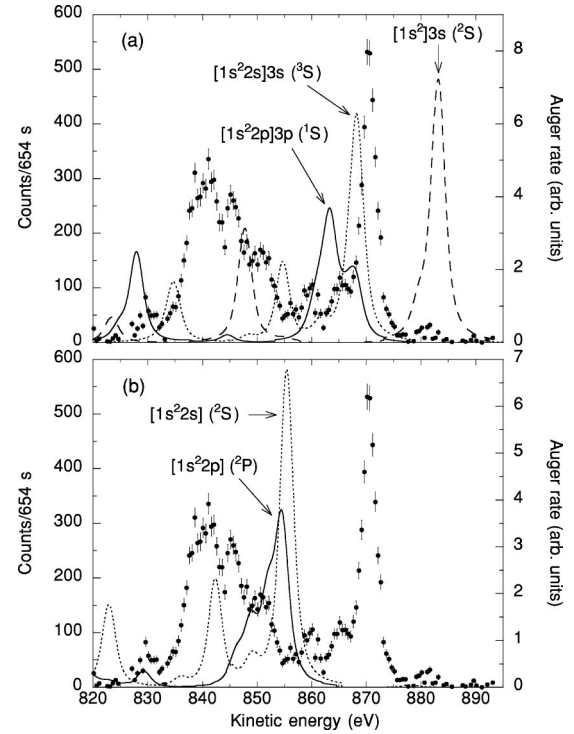 (a)
[1s²]3s (²S)
[1s²2s]3s (³S)
[1s²2p]3p (¹S)
600
500
400
300
200
100
0
Counts/654 s
8
6
4
2
0
Auger rate (arb. units)
(b)
[1s²2s] (²S)
[1s²2p] (²P)
600
500
400
300
200
100
0
Counts/654 s
7
6
5
4
3
2
1
0
Auger rate (arb. units)
820 830 840 850 860 870 880 890
Kinetic energy (eV)